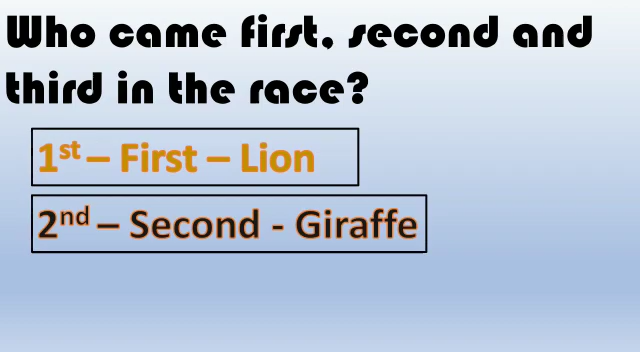 Who came first, second and
third in the race?
1st – First – Lion
2nd – Second - Giraffe